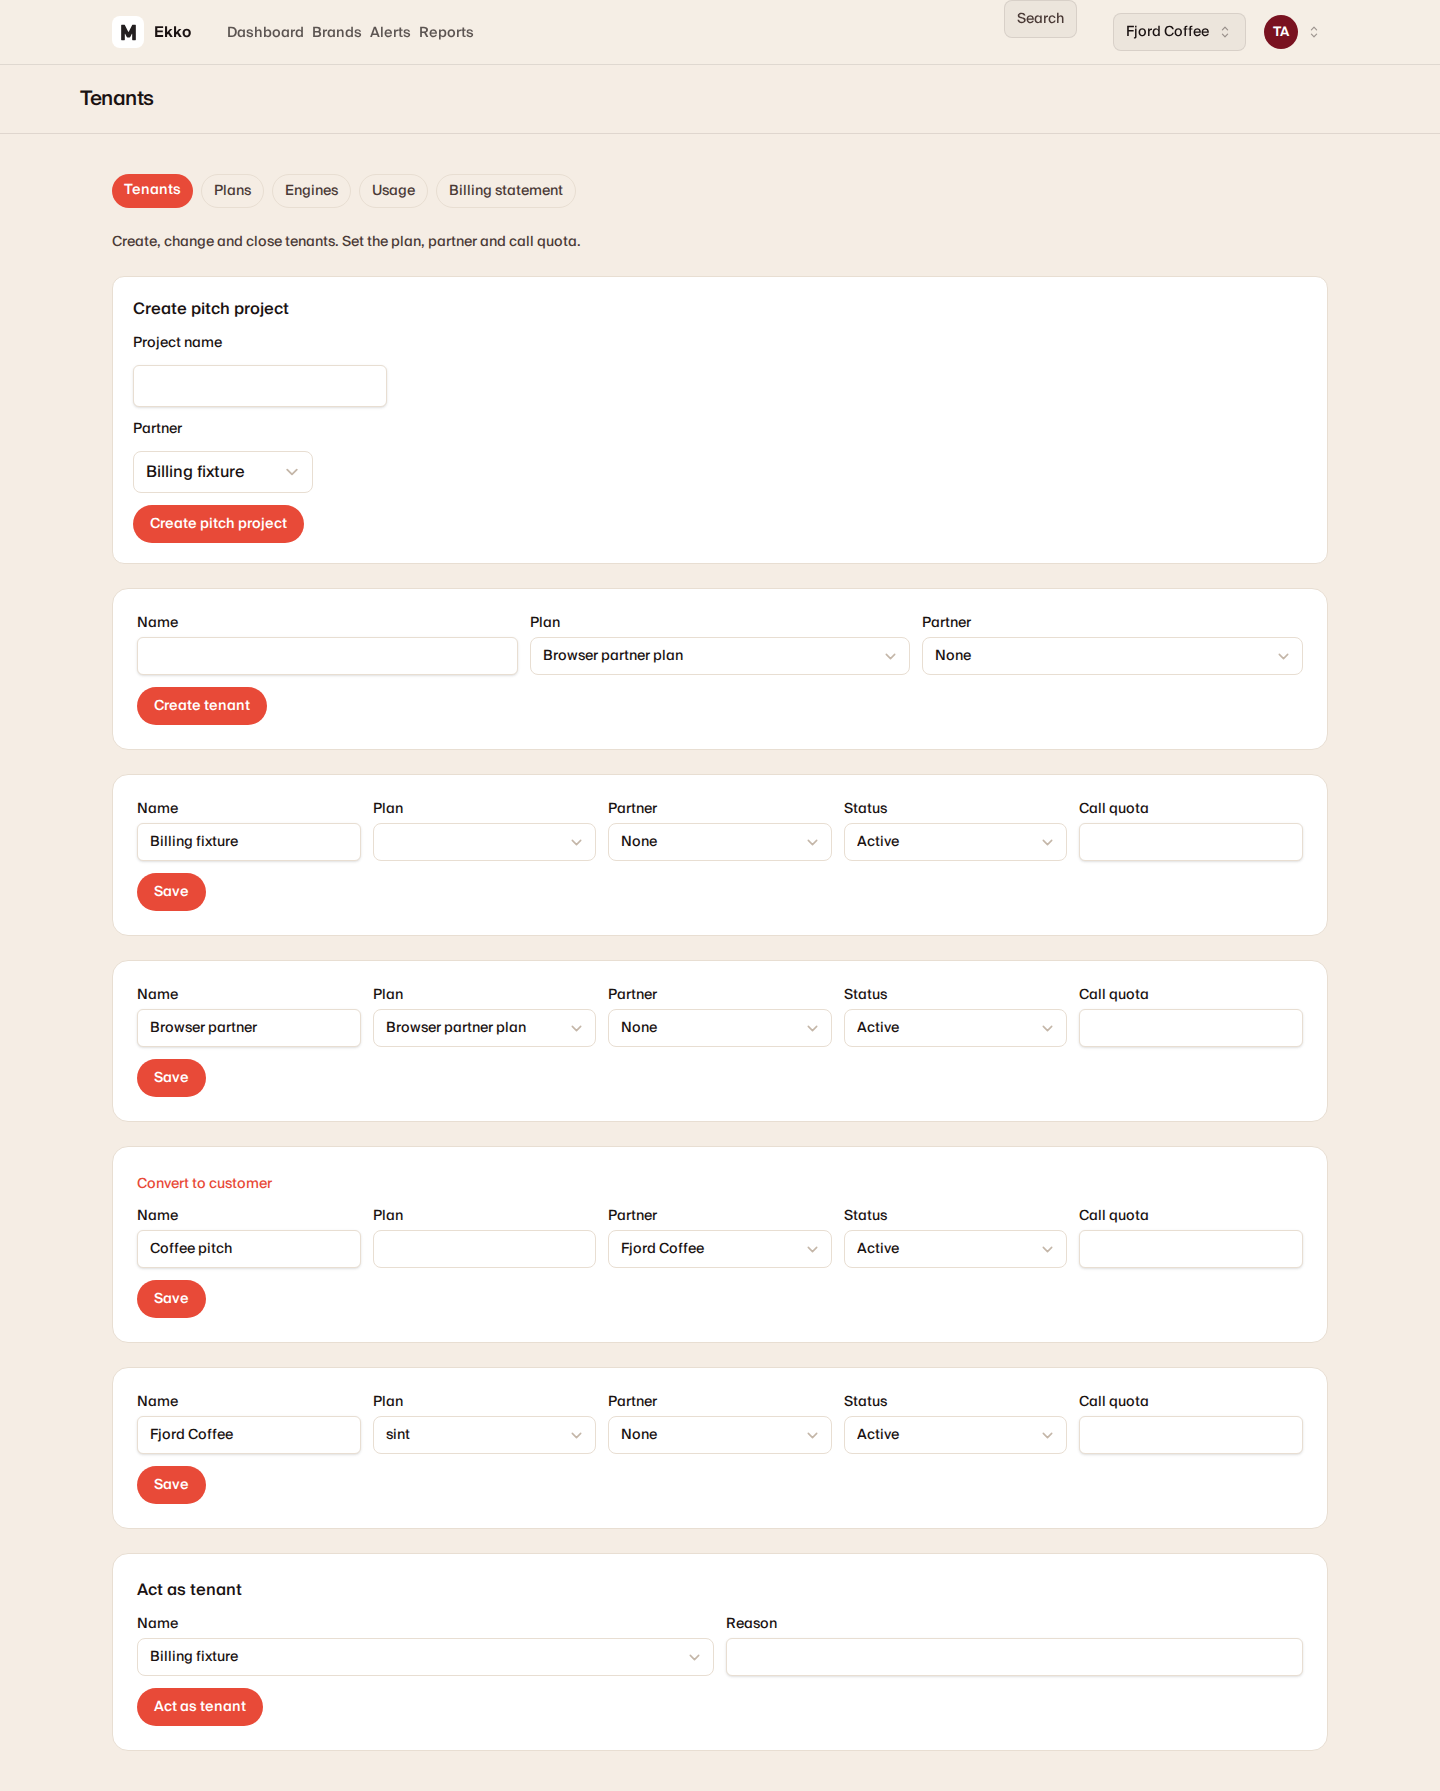 M Ekko Dashboard Brands Alerts Reports Search Fjord Coffee TA
Tenants
Tenants Plans Engines Usage Billing statement
Create, change and close tenants. Set the plan, partner and call quota.
Create pitch project
Project name
Partner
Billing fixture
Create pitch project
Name Plan Partner
Browser partner plan None
Create tenant
Name Plan Partner Status Call quota
Billing fixture None Active
Save
Name Plan Partner Status Call quota
Browser partner Browser partner plan None Active
Save
Convert to customer
Name Plan Partner Status Call quota
Coffee pitch Fjord Coffee Active
Save
Name Plan Partner Status Call quota
Fjord Coffee sint None Active
Save
Act as tenant
Name Reason
Billing fixture
Act as tenant